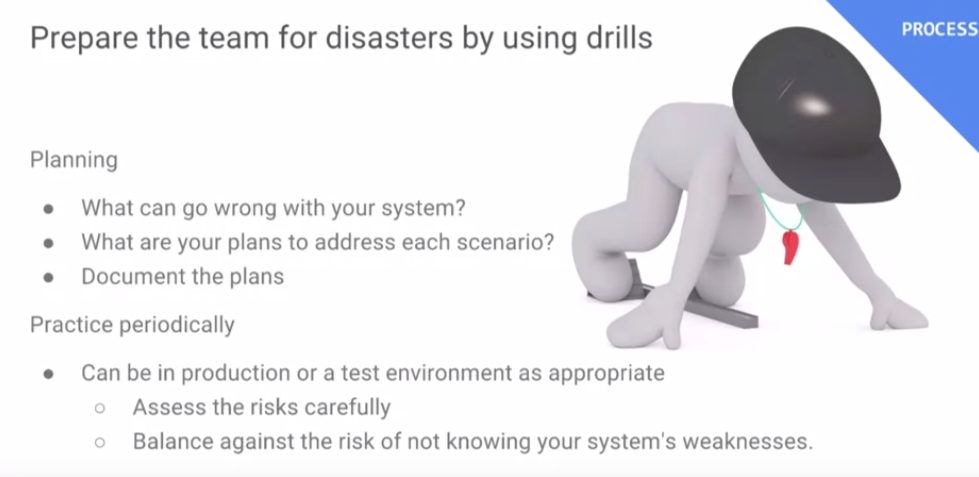 Prepare the team for disasters by using drills
PROCESS
Planning
● What can go wrong with your system?
● What are your plans to address each scenario?
● Document the plans
Practice periodically
● Can be in production or a test environment as appropriate
○ Assess the risks carefully
○ Balance against the risk of not knowing your system's weaknesses.